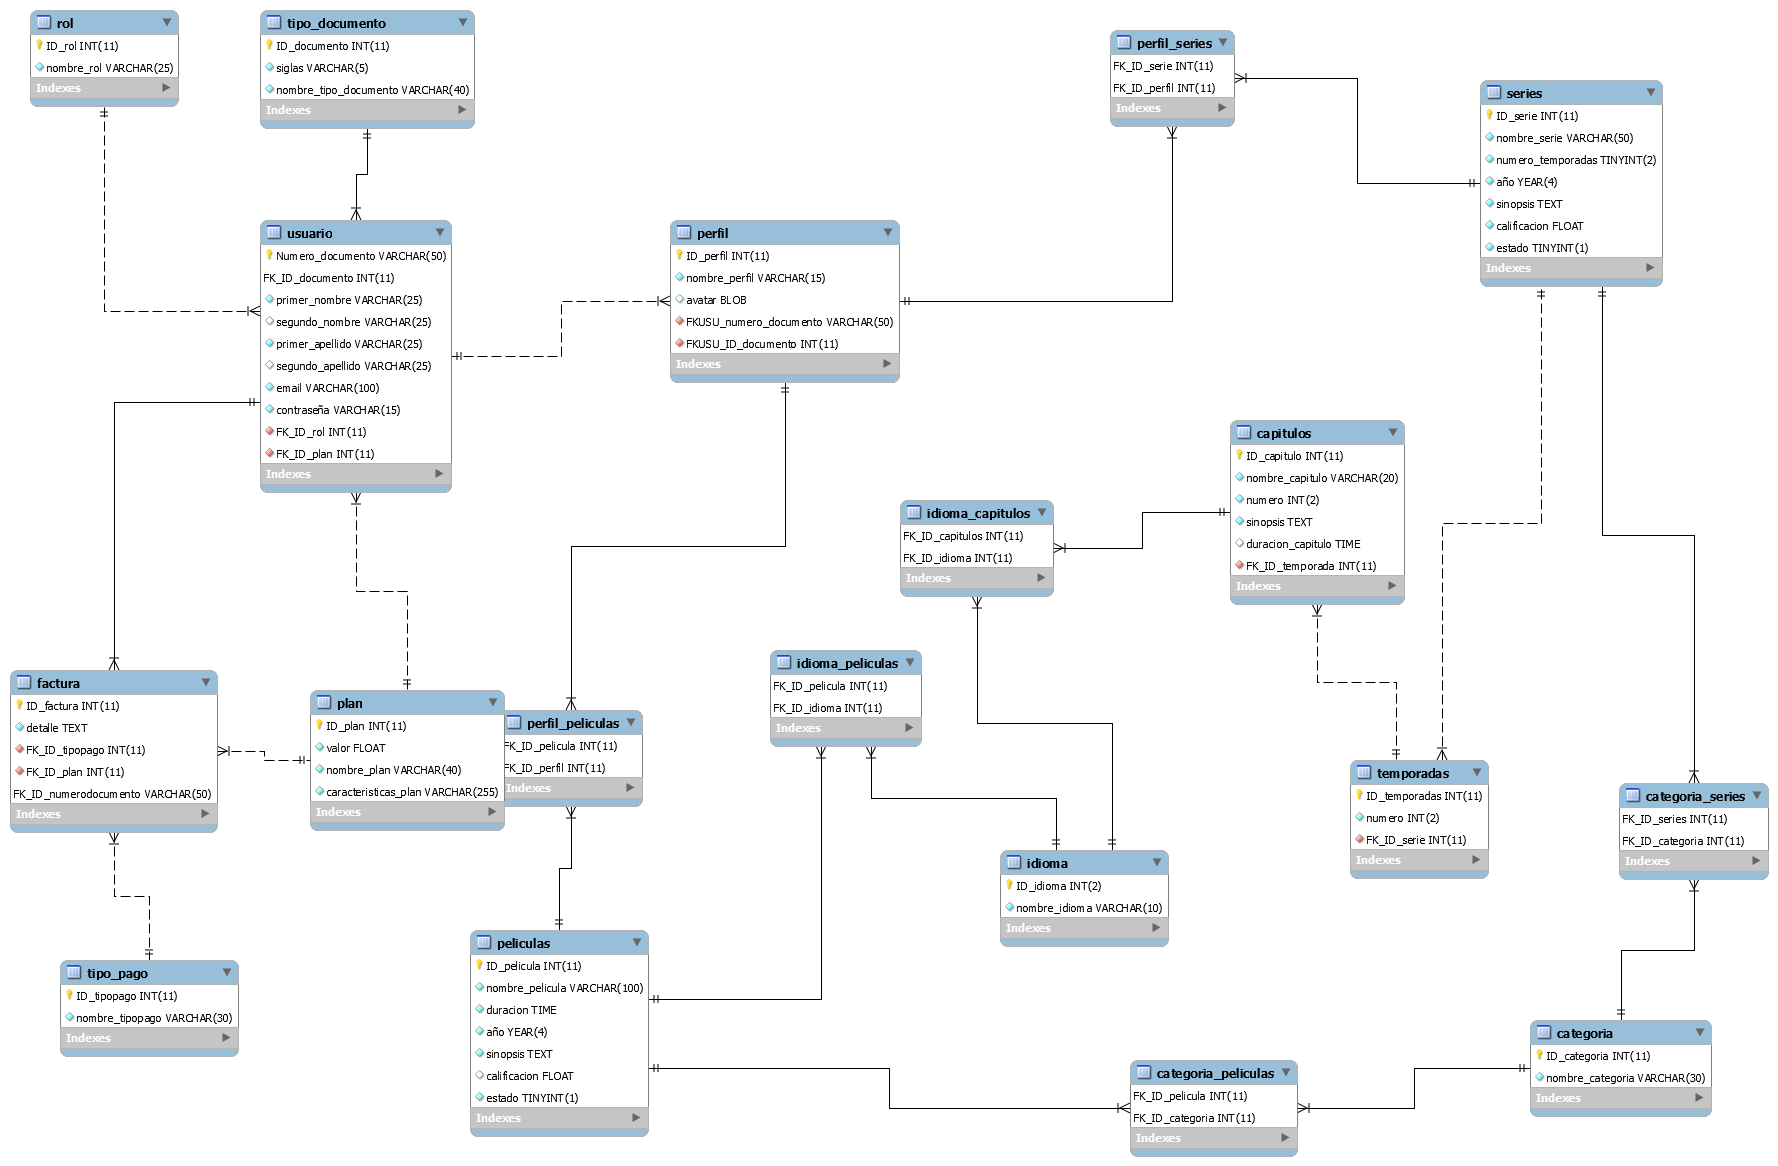 rol
ID_rol INT(11)
nombre_rol VARCHAR(25)
Indexes
tipo_documento
ID_documento INT(11)
siglas VARCHAR(5)
nombre_tipo_documento VARCHAR(40)
Indexes
perfil_series
FK_ID_serie INT(11)
FK_ID_perfil INT(11)
Indexes
series
ID_serie INT(11)
nombre_serie VARCHAR(50)
numero_temporadas TINYINT(2)
año YEAR(4)
sinopsis TEXT
calificacion FLOAT
estado TINYINT(1)
Indexes
usuario
Numero_documento VARCHAR(50)
FK_ID_documento INT(11)
primer_nombre VARCHAR(25)
segundo_nombre VARCHAR(25)
primer_apellido VARCHAR(25)
segundo_apellido VARCHAR(25)
email VARCHAR(100)
contraseña VARCHAR(15)
FK_ID_rol INT(11)
FK_ID_plan INT(11)
Indexes
perfil
ID_perfil INT(11)
nombre_perfil VARCHAR(15)
avatar BLOB
FKUSU_numero_documento VARCHAR(50)
FKUSU_ID_documento INT(11)
Indexes
capitulos
ID_capitulo INT(11)
nombre_capitulo VARCHAR(20)
numero INT(2)
sinopsis TEXT
duracion_capitulo TIME
FK_ID_temporada INT(11)
Indexes
idioma_capitulos
FK_ID_capitulos INT(11)
FK_ID_idioma INT(11)
Indexes
factura
ID_factura INT(11)
detalle TEXT
FK_ID_tipopago INT(11)
FK_ID_plan INT(11)
FK_ID_numerodocumento VARCHAR(50)
Indexes
plan
ID_plan INT(11)
valor FLOAT
nombre_plan VARCHAR(40)
caracteristicas_plan VARCHAR(255)
Indexes
perfil_peliculas
FK_ID_pelicula INT(11)
FK_ID_perfil INT(11)
Indexes
idioma_peliculas
FK_ID_pelicula INT(11)
FK_ID_idioma INT(11)
Indexes
temporadas
ID_temporadas INT(11)
numero INT(2)
FK_ID_serie INT(11)
Indexes
categoria_series
FK_ID_series INT(11)
FK_ID_categoria INT(11)
Indexes
idioma
ID_idioma INT(2)
nombre_idioma VARCHAR(10)
Indexes
tipo_pago
ID_tipopago INT(11)
nombre_tipopago VARCHAR(30)
Indexes
peliculas
ID_pelicula INT(11)
nombre_pelicula VARCHAR(100)
duracion TIME
año YEAR(4)
sinopsis TEXT
calificacion FLOAT
estado TINYINT(1)
Indexes
categoria_peliculas
FK_ID_pelicula INT(11)
FK_ID_categoria INT(11)
Indexes
categoria
ID_categoria INT(11)
nombre_categoria VARCHAR(30)
Indexes